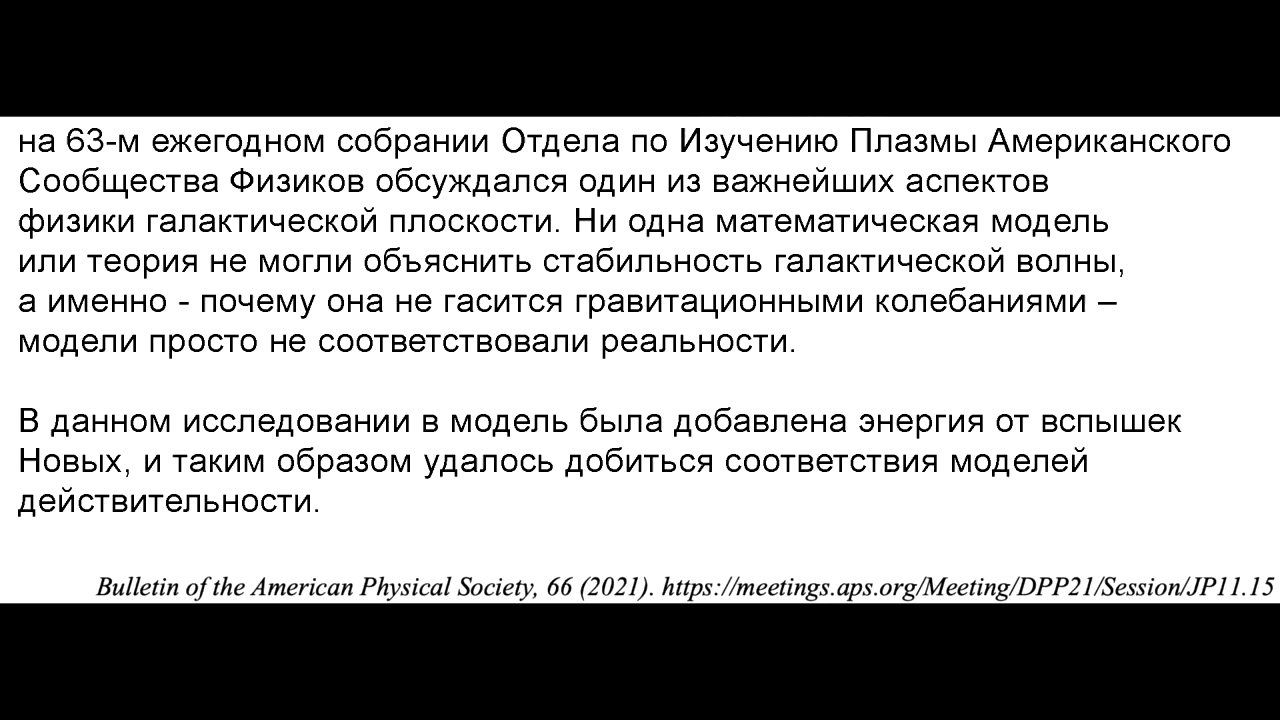 на 63-м ежегодном собрании Отдела по Изучению Плазмы Американского
Сообщества Физиков обсуждался один из важнейших аспектов
физики галактической плоскости. Ни одна математическая модель
или теория не могли объяснить стабильность галактической волны,
а именно - почему она не гасится гравитационными колебаниями –
модели просто не соответствовали реальности.
В данном исследовании в модель была добавлена энергия от вспышек
Новых, и таким образом удалось добиться соответствия моделей
действительности.
Bulletin of the American Physical Society, 66 (2021). https://meetings.aps.org/Meeting/DPP21/Session/JP11.15